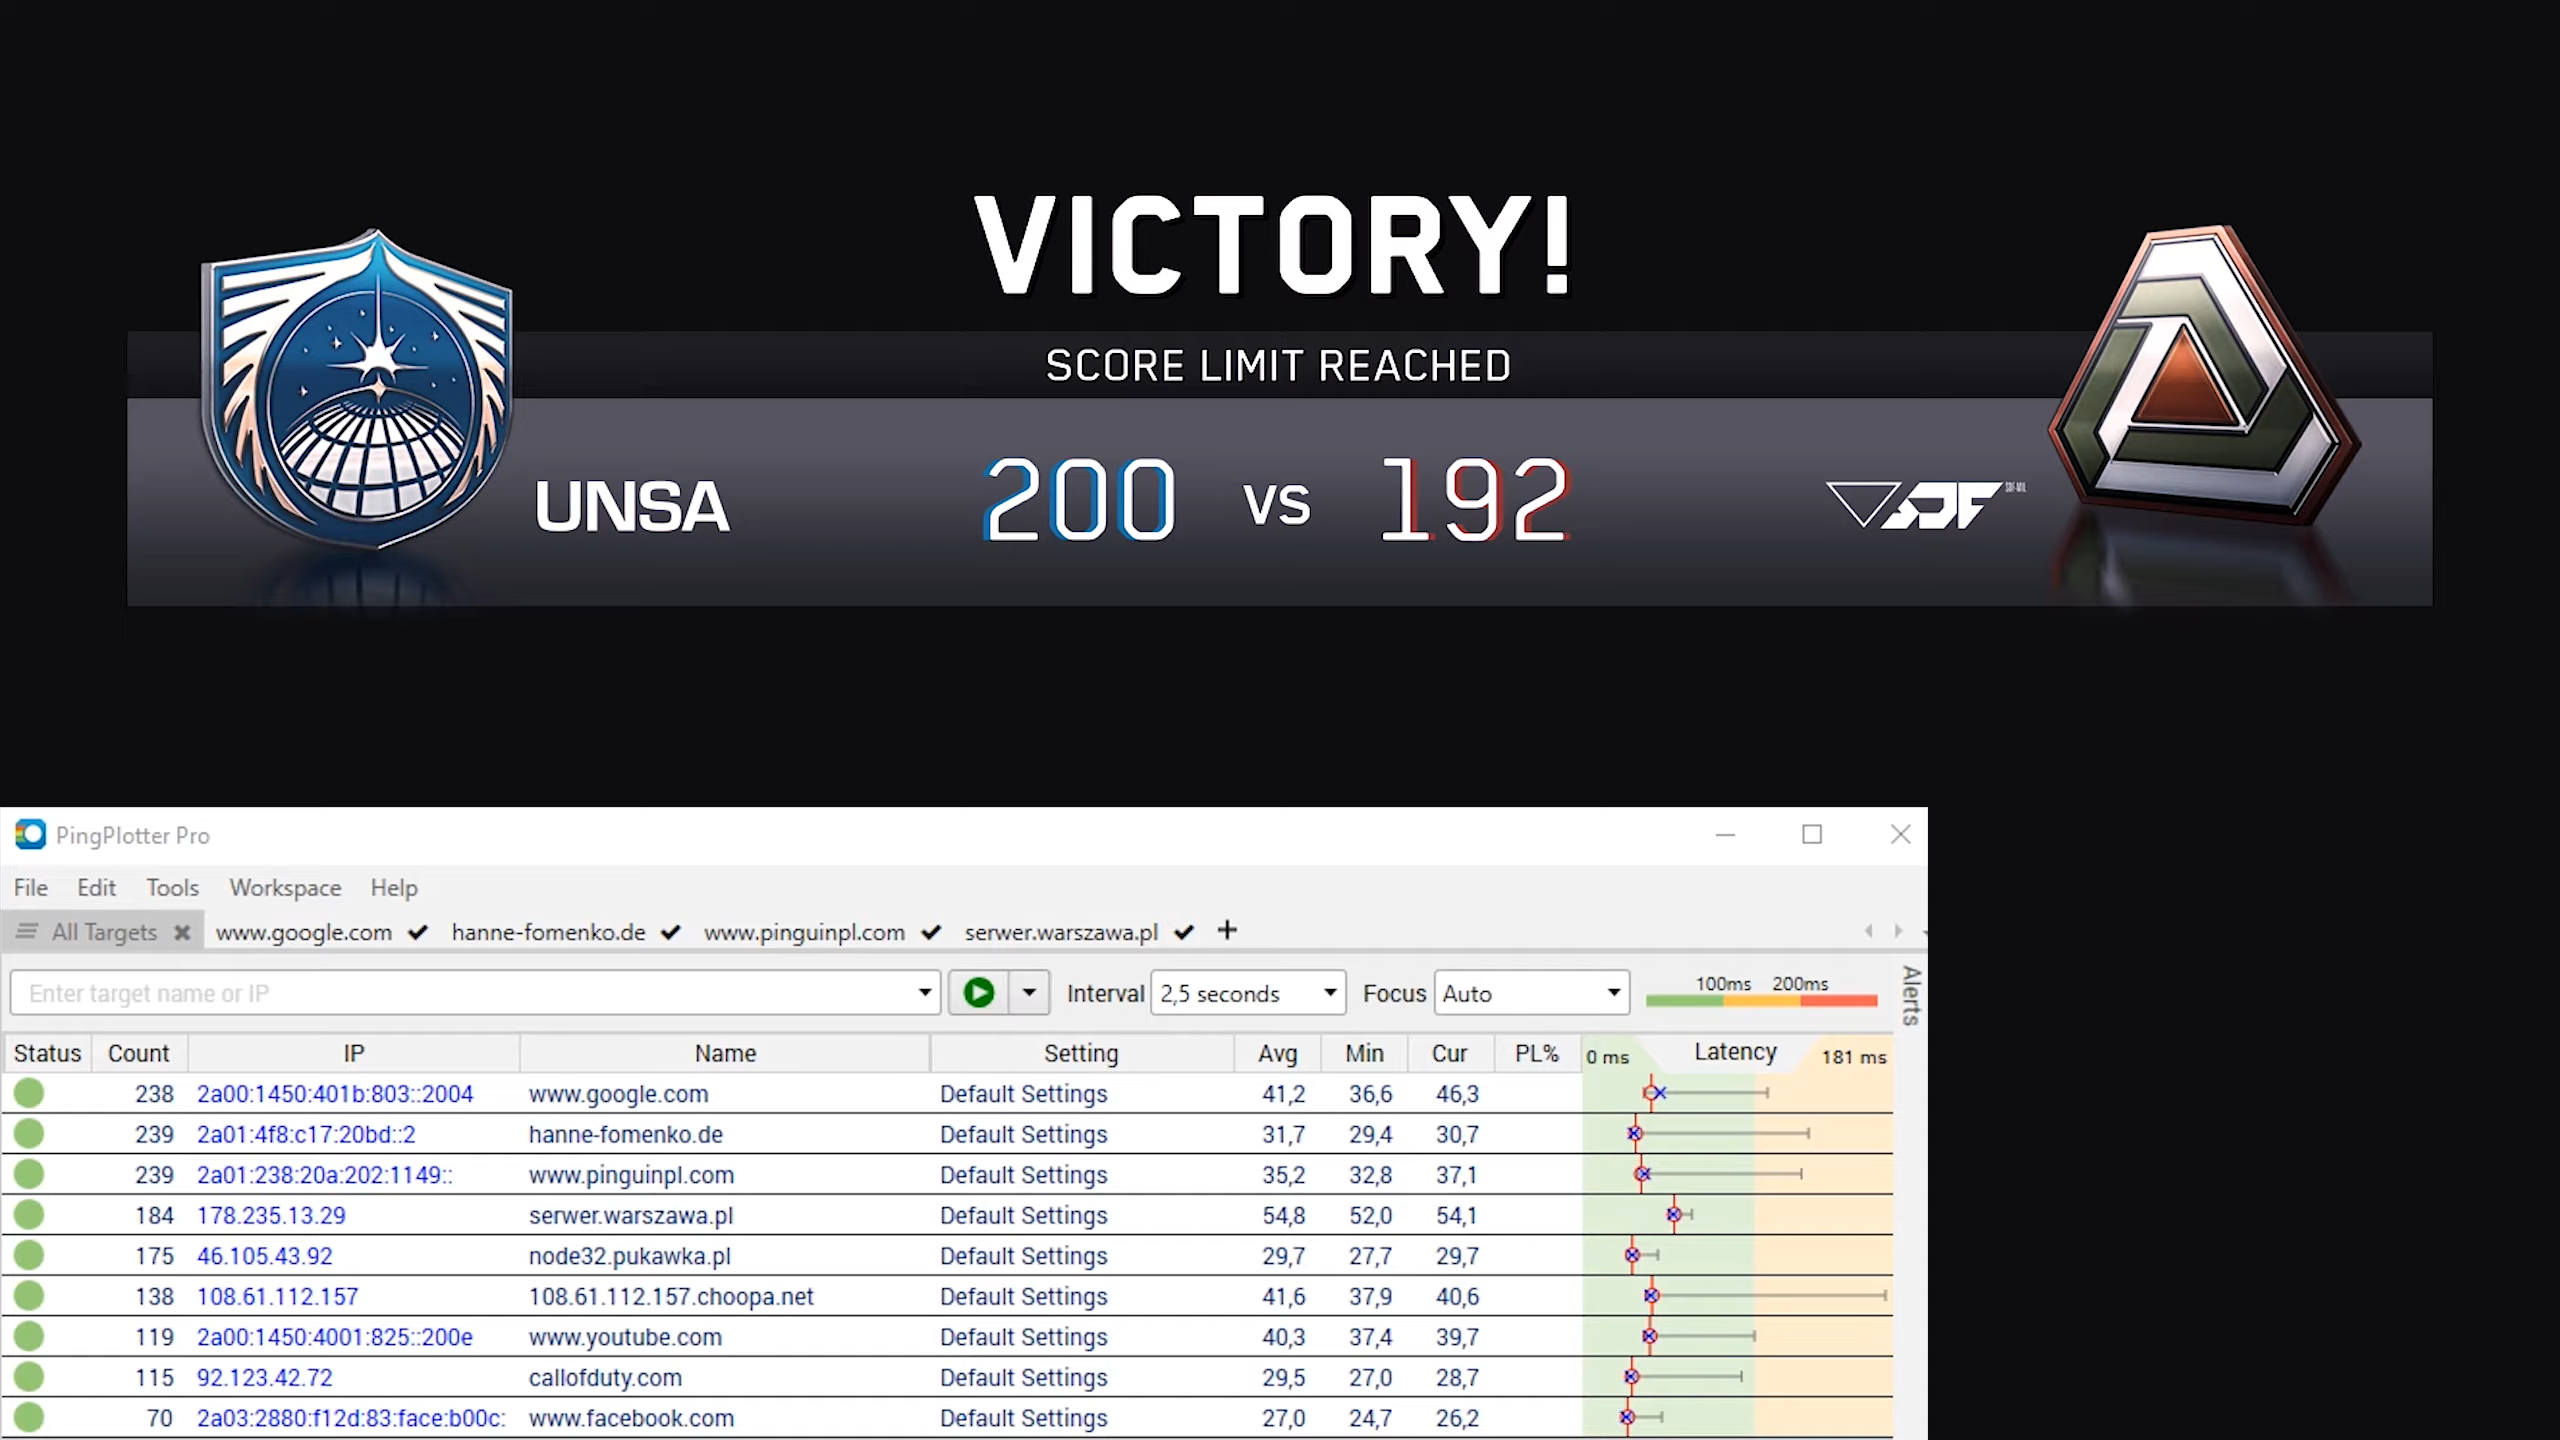 VICTORY!
SCORE LIMIT REACHED
UNSA 200 vs 192 SDF
PingPlotter Pro
File Edit Tools Workspace Help
All Targets www.google.com hanne-fomenko.de www.pinguinpl.com serwer.warszawa.pl +
Enter target name or IP Interval 2,5 seconds Focus Auto 100ms 200ms Alerts
Status Count IP Name Setting Avg Min Cur PL% 0 ms Latency 181 ms
238 2a00:1450:401b:803::2004 www.google.com Default Settings 41,2 36,6 46,3
239 2a01:4f8:c17:20bd::2 hanne-fomenko.de Default Settings 31,7 29,4 30,7
239 2a01:238:20a:202:1149:: www.pinguinpl.com Default Settings 35,2 32,8 37,1
184 178.235.13.29 serwer.warszawa.pl Default Settings 54,8 52,0 54,1
175 46.105.43.92 node32.pukawka.pl Default Settings 29,7 27,7 29,7
138 108.61.112.157 108.61.112.157.choopa.net Default Settings 41,6 37,9 40,6
119 2a00:1450:4001:825::200e www.youtube.com Default Settings 40,3 37,4 39,7
115 92.123.42.72 callofduty.com Default Settings 29,5 27,0 28,7
70 2a03:2880:f12d:83:face:b00c: www.facebook.com Default Settings 27,0 24,7 26,2